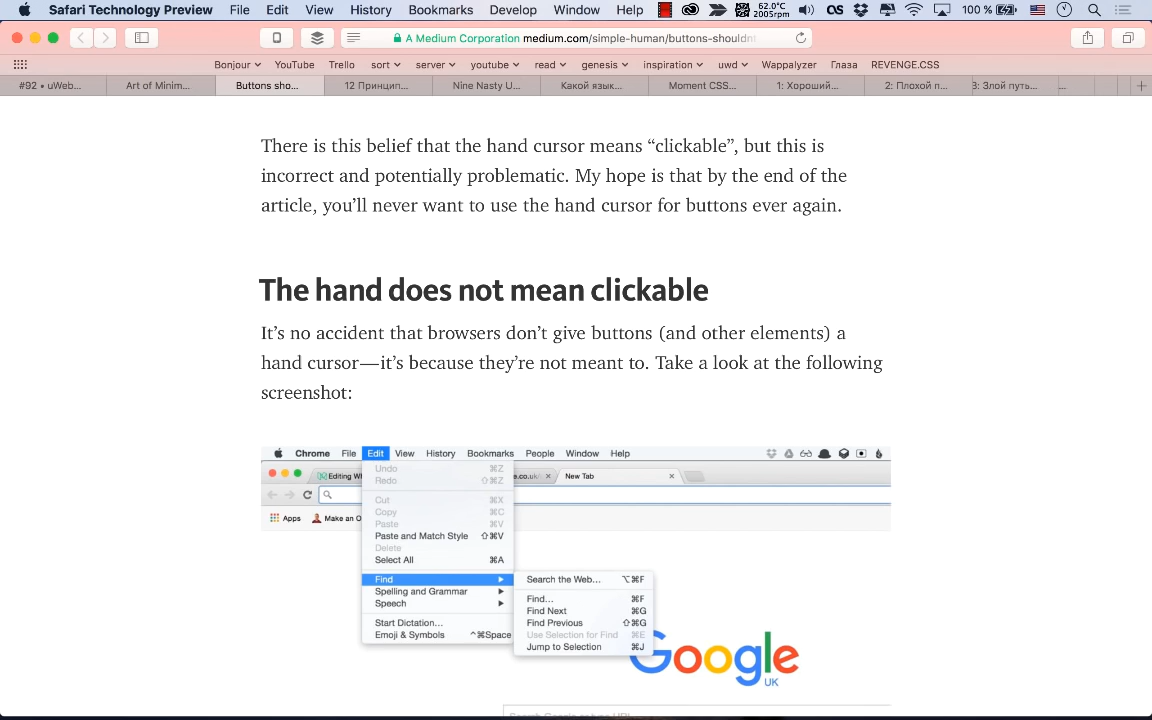 Safari Technology Preview File Edit View History Bookmarks Develop Window Help 62.0°C 2005rpm 100 %
A Medium Corporation medium.com/simple-human/buttons-shouldnt
Bonjour YouTube Trello sort server youtube read genesis inspiration uwd Wappalyzer Глаза REVENGE.CSS
#92 • uWeb... Art of Minim... Buttons sho... 12 Принцип... Nine Nasty U... Какой язык... Moment CSS... 1: Хороший... 2: Плохой п... 3: Злой путь... ...
There is this belief that the hand cursor means “clickable”, but this is
incorrect and potentially problematic. My hope is that by the end of the
article, you’ll never want to use the hand cursor for buttons ever again.
The hand does not mean clickable
It’s no accident that browsers don’t give buttons (and other elements) a
hand cursor—it’s because they’re not meant to. Take a look at the following
screenshot:
Chrome File Edit View History Bookmarks People Window Help
Editing Wh e.co.uk/ New Tab
Apps Make an O
Undo ⌘Z
Redo ⇧⌘Z
Cut ⌘X
Copy ⌘C
Paste ⌘V
Paste and Match Style ⇧⌘V
Delete
Select All ⌘A
Find
Spelling and Grammar
Speech
Start Dictation...
Emoji & Symbols ^⌘Space
Search the Web... ⌥⌘F
Find... ⌘F
Find Next ⌘G
Find Previous ⇧⌘G
Use Selection for Find ⌘E
Jump to Selection ⌘J
Google
UK